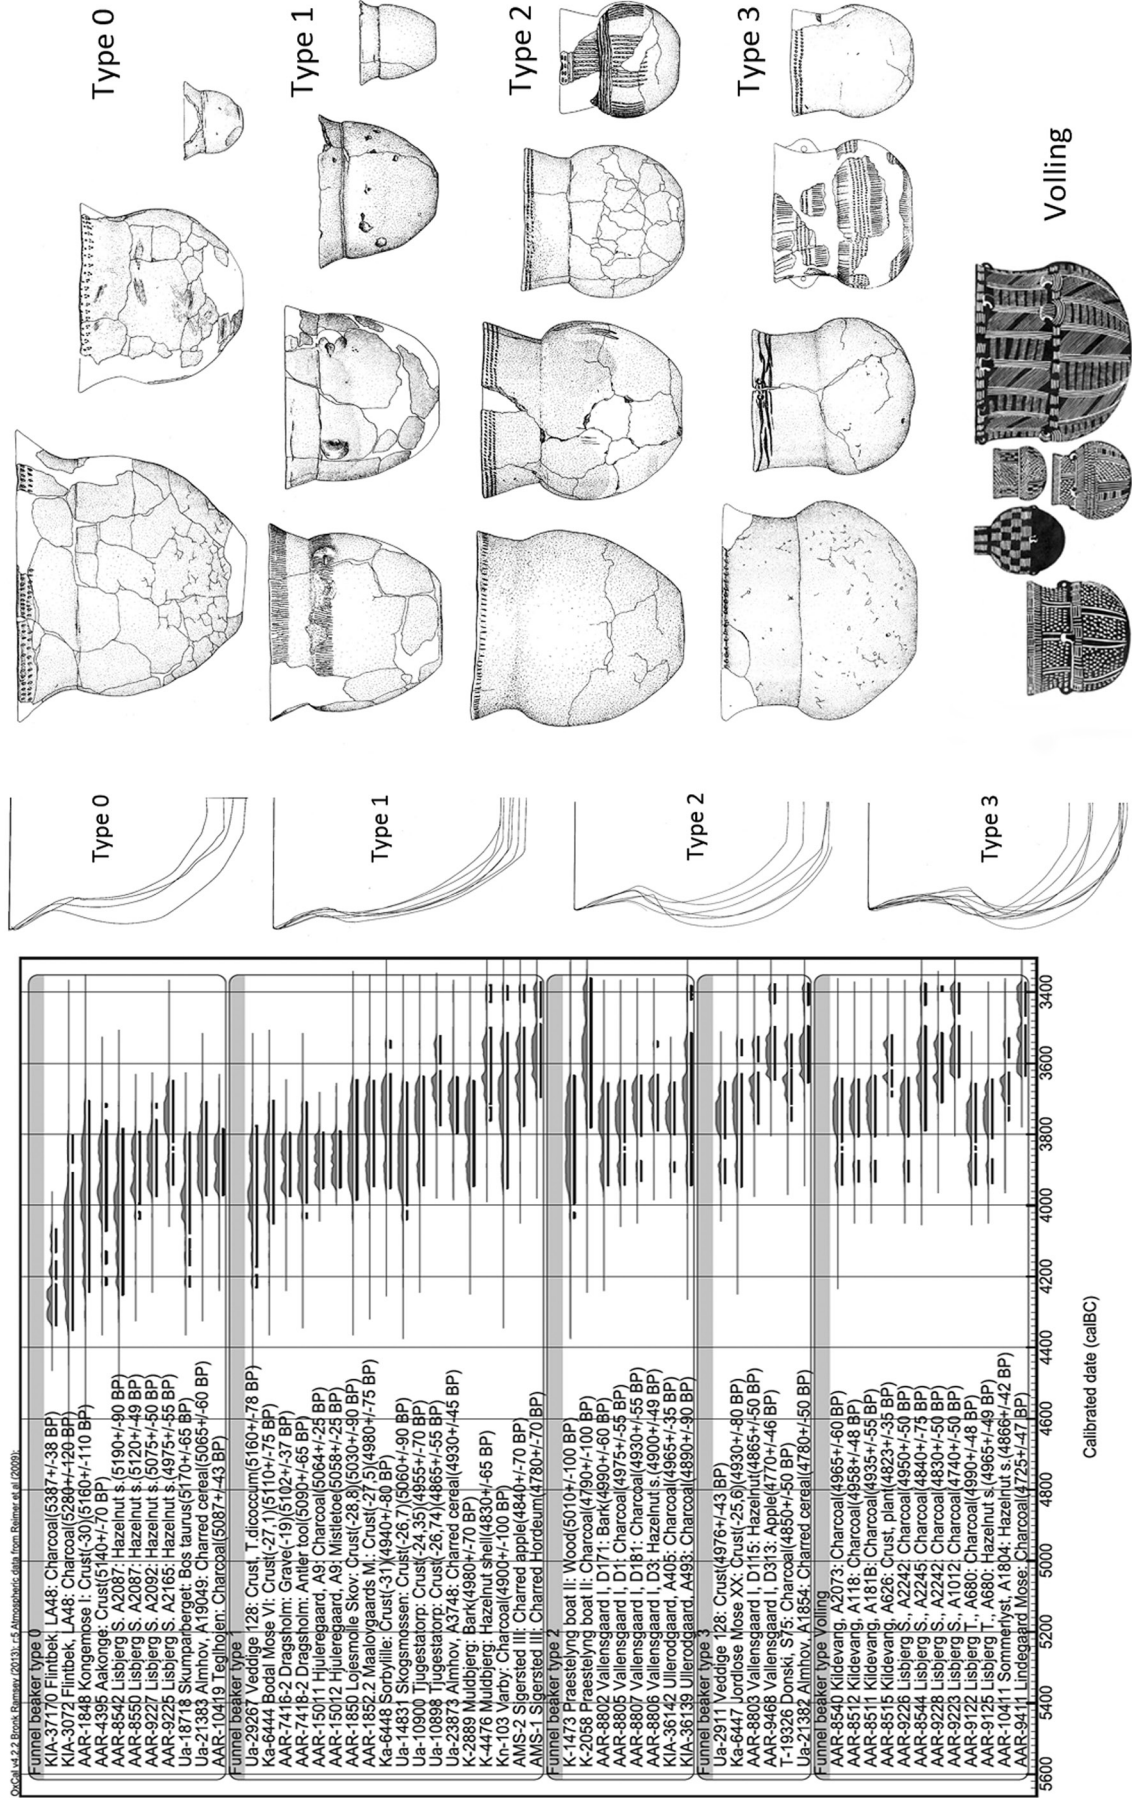 OxCal v4.2.2 Bronk Ramsey (2013); r:5 Atmospheric data from Reimer et al (2009);
Funnel beaker type 0
KIA-37170 Flintbek, LA48: Charcoal(5387+/-38 BP)
KIA-3072 Flintbek, LA48: Charcoal(5280+/-120 BP)
AAR-1848 Kongemose I: Crust(-30)(5160+/-110 BP)
AAR-4395 Aakonge: Crust(5140+/-70 BP)
AAR-8542 Lisbjerg S. A2087: Hazelnut s.(5190+/-90 BP)
AAR-8550 Lisbjerg S. A2087: Hazelnut s.(5120+/-49 BP)
AAR-9227 Lisbjerg S. A2092: Hazelnut s.(5075+/-50 BP)
AAR-9225 Lisbjerg S. A2165: Hazelnut s.(4975+/-55 BP)
Ua-18718 Skumparberget: Bos taurus(5170+/-65 BP)
Ua-21383 Almhov, A19049: Charred cereal(5065+/-60 BP)
AAR-10419 Teglhojen: Charcoal(5087+/-43 BP)
Funnel beaker type 1
Ua-29267 Veddige 128: Crust, T.dicoccum(5160+/-78 BP)
Ka-6444 Bodal Mose VI: Crust(-27,1)(5110+/-75 BP)
AAR-7416-2 Dragsholm: Grave(-19)(5102+/-37 BP)
AAR-7418-2 Dragsholm: Antler tool(5090+/-65 BP)
AAR-15011 Hjuleregaard, A9: Charcoal(5064+/-25 BP)
AAR-15012 Hjuleregaard, A9: Mistletoe(5058+/-25 BP)
AAR-1850 Lojesmolle Skov: Crust(-28,8)(5030+/-90 BP)
AAR-1852.2 Maalovgaards M.: Crust(-27,5)(4980+/-75 BP)
Ka-6448 Sorbylille: Crust(-31)(4940+/-80 BP)
Ua-14831 Skogsmossen: Crust(-26,7)(5060+/-90 BP)
Ua-10900 Tjugestatorp: Crust(-24,35)(4955+/-70 BP)
Ua-10898 Tjugestatorp: Crust(-26,74)(4865+/-55 BP)
Ua-23873 Almhov, A3748: Charred cereal(4930+/-45 BP)
K-2889 Muldbjerg: Bark(4980+/-70 BP)
K-4476 Muldbjerg: Hazelnut shell(4830+/-65 BP)
Kn-103 Varby: Charcoal(4900+/-100 BP)
AMS-2 Sigersted III: Charred apple(4840+/-70 BP)
AMS-1 Sigersted III: Charred Hordeum(4780+/-70 BP)
Funnel beaker type 2
K-1473 Praestelyng boat II: Wood(5010+/-100 BP)
K-2058 Praestelyng boat II: Charcoal(4790+/-100 BP)
AAR-8802 Vallensgaard I, D171: Bark(4990+/-60 BP)
AAR-8805 Vallensgaard I, D1: Charcoal(4975+/-55 BP)
AAR-8807 Vallensgaard I, D181: Charcoal(4830+/-55 BP)
AAR-8806 Vallensgaard I, D3: Hazelnut s.(4900+/-49 BP)
KIA-36142 Ullerodgaard, A405: Charcoal(4965+/-35 BP)
KIA-36139 Ullerodgaard, A493: Charcoal(4890+/-90 BP)
Funnel beaker type 3
Ua-2911 Veddige 128: Crust(4976+/-43 BP)
Ka-6447 Jordlose Mose XX: Crust(-25,6)(4930+/-80 BP)
AAR-8803 Vallensgaard I, D115: Hazelnut(4865+/-50 BP)
AAR-9468 Vallensgaard I, D313: Apple(4770+/-46 BP)
T-19326 Donski, S75: Charcoal(4850+/-50 BP)
Ua-21382 Almhov, A1854: Charred(4780+/-50 BP)
Funnel beaker type Volling
AAR-8540 Kildevang, A2073: Charcoal(4965+/-60 BP)
AAR-8512 Kildevang, A118: Charcoal(4958+/-48 BP)
AAR-8511 Kildevang, A181B: Charcoal(4935+/-55 BP)
AAR-8515 Kildevang, A626: Crust, plant(4823+/-35 BP)
AAR-9226 Lisbjerg S., A2242: Charcoal(4950+/-50 BP)
AAR-8544 Lisbjerg S., A2245: Charcoal(4840+/-75 BP)
AAR-9228 Lisbjerg S., A2242: Charcoal(4830+/-50 BP)
AAR-9223 Lisbjerg S., A1012: Charcoal(4740+/-50 BP)
AAR-9122 Lisbjerg T., A680: Charcoal(4990+/-48 BP)
AAR-9125 Lisbjerg T., A680: Hazelnut s.(4965+/-49 BP)
AAR-10411 Sommerlyst, A1804: Hazelnut s.(4866+/-42 BP)
AAR-9411 Lindegaard Mose: Charcoal(4725+/-47 BP)
5600 5400 5200 5000 4800 4600 4400 4200 4000 3800 3600 3400
Calibrated date (calBC)
Type 0
Type 1
Type 2
Type 3
Type 0
Type 1
Type 2
Type 3
Volling